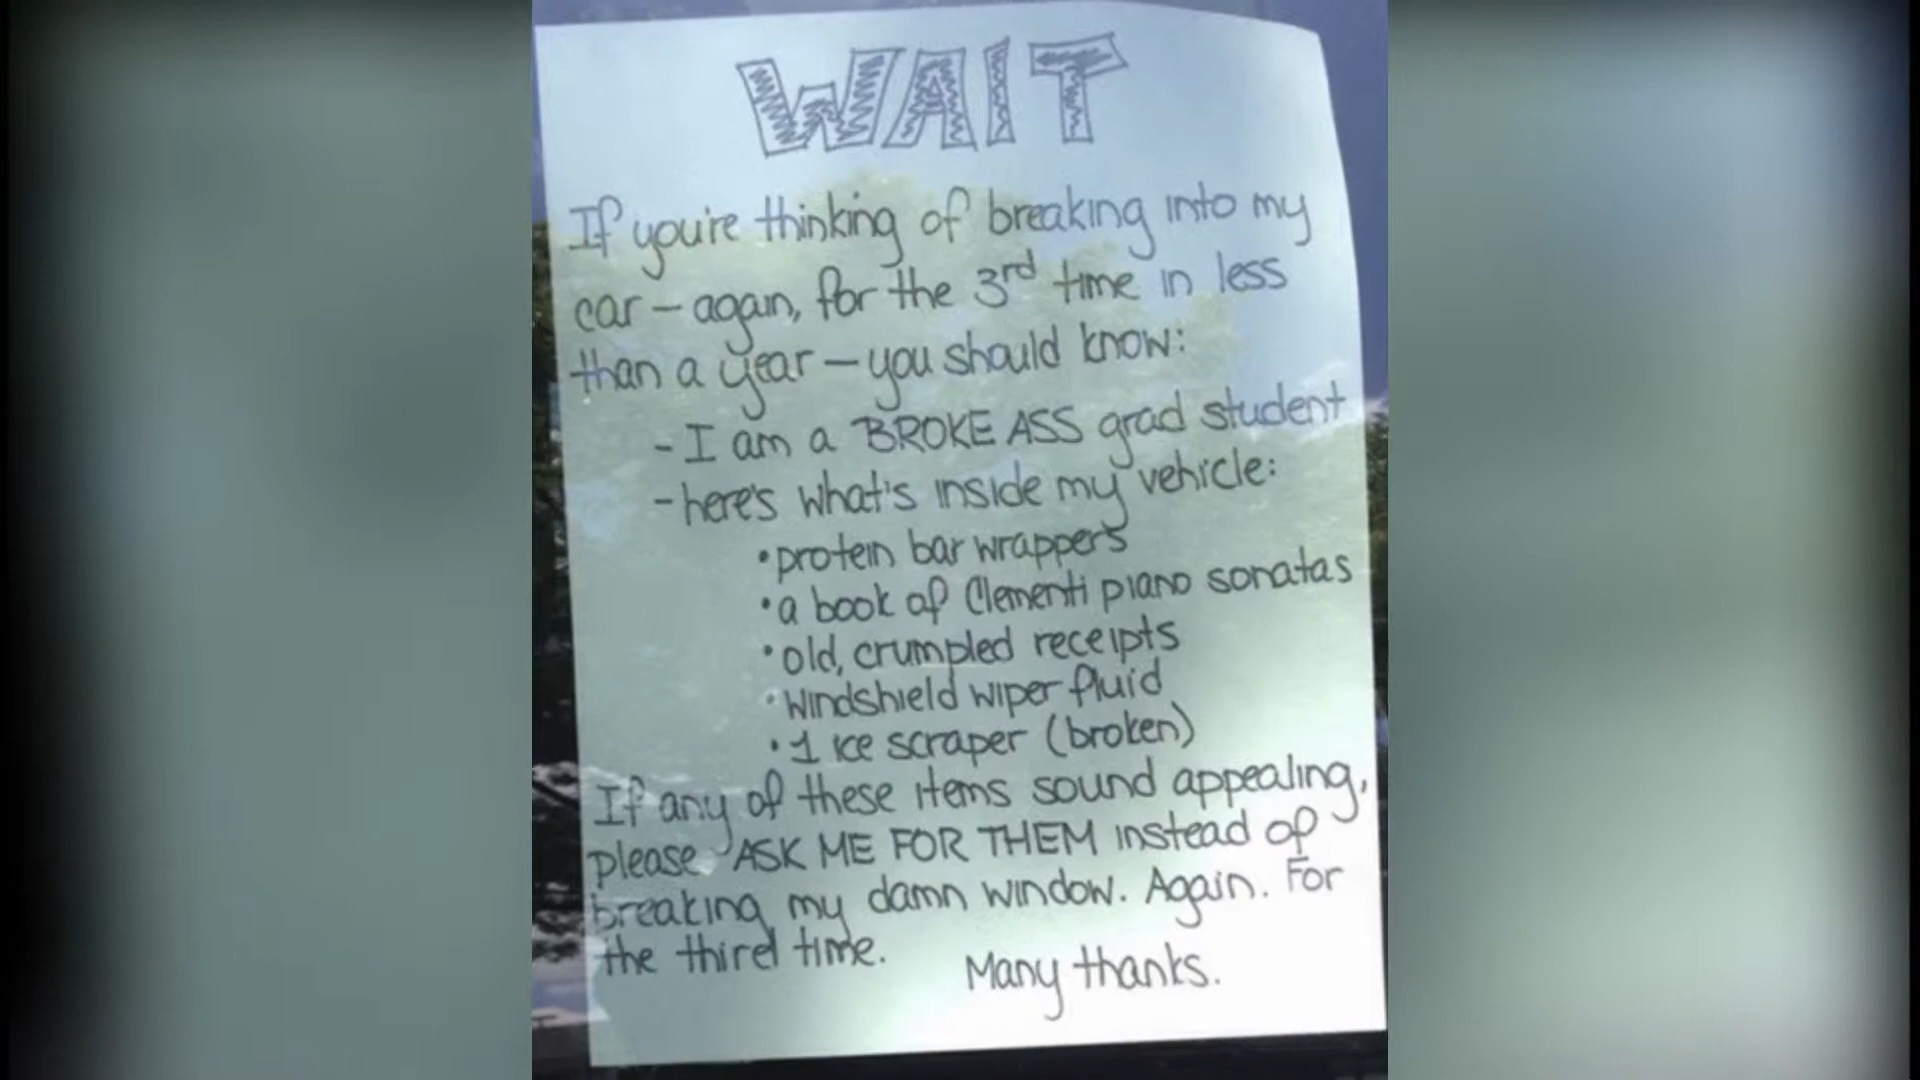 WAIT
If you're thinking of breaking into my
car – again, for the 3rd time in less
than a year – you should know:
- I am a BROKE ASS grad student
- here's what's inside my vehicle:
• protein bar wrappers
• a book of Clementi piano sonatas
• old, crumpled receipts
• windshield wiper fluid
• 1 ice scraper (broken)
If any of these items sound appealing,
please ASK ME FOR THEM instead of
breaking my damn window. Again. For
the third time.
Many thanks.